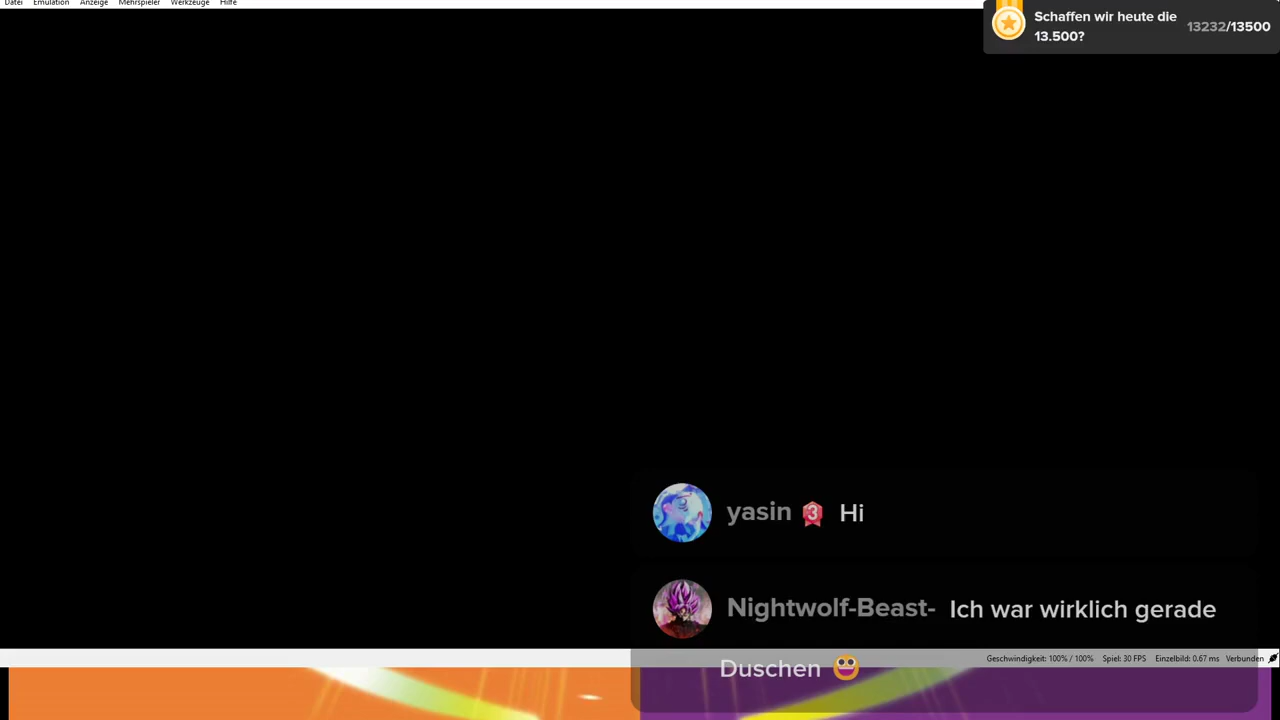 Datei Emulation Anzeige Mehrspieler Werkzeuge Hilfe
Schaffen wir heute die
13.500?
13232/13500
yasin 3 Hi
Nightwolf-Beast- Ich war wirklich gerade
Duschen
Geschwindigkeit: 100% / 100% Spiel: 30 FPS Einzelbild: 0.67 ms Verbunden